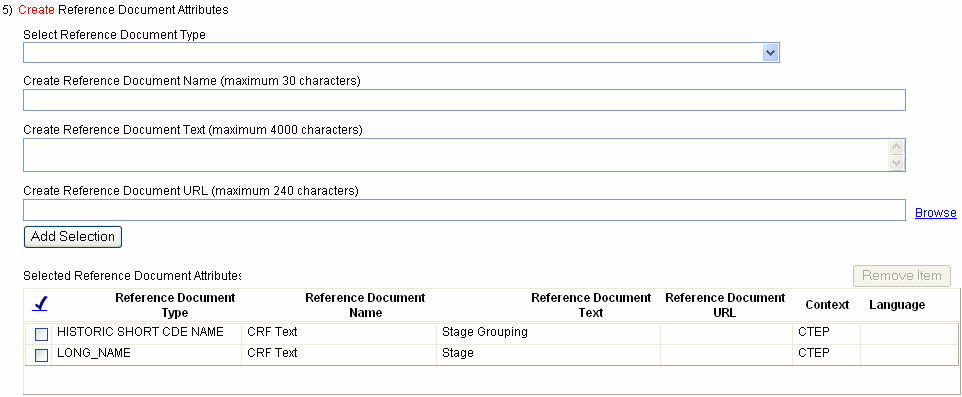 5) Create Reference Document Attributes
Select Reference Document Type
Create Reference Document Name (maximum 30 characters)
Create Reference Document Text (maximum 4000 characters)
Create Reference Document URL (maximum 240 characters)
Browse
Add Selection
Selected Reference Document Attributes
Remove Item
Reference Document Type Reference Document Name Reference Document Text Reference Document URL Context Language
HISTORIC SHORT CDE NAME CRF Text Stage Grouping CTEP
LONG_NAME CRF Text Stage CTEP